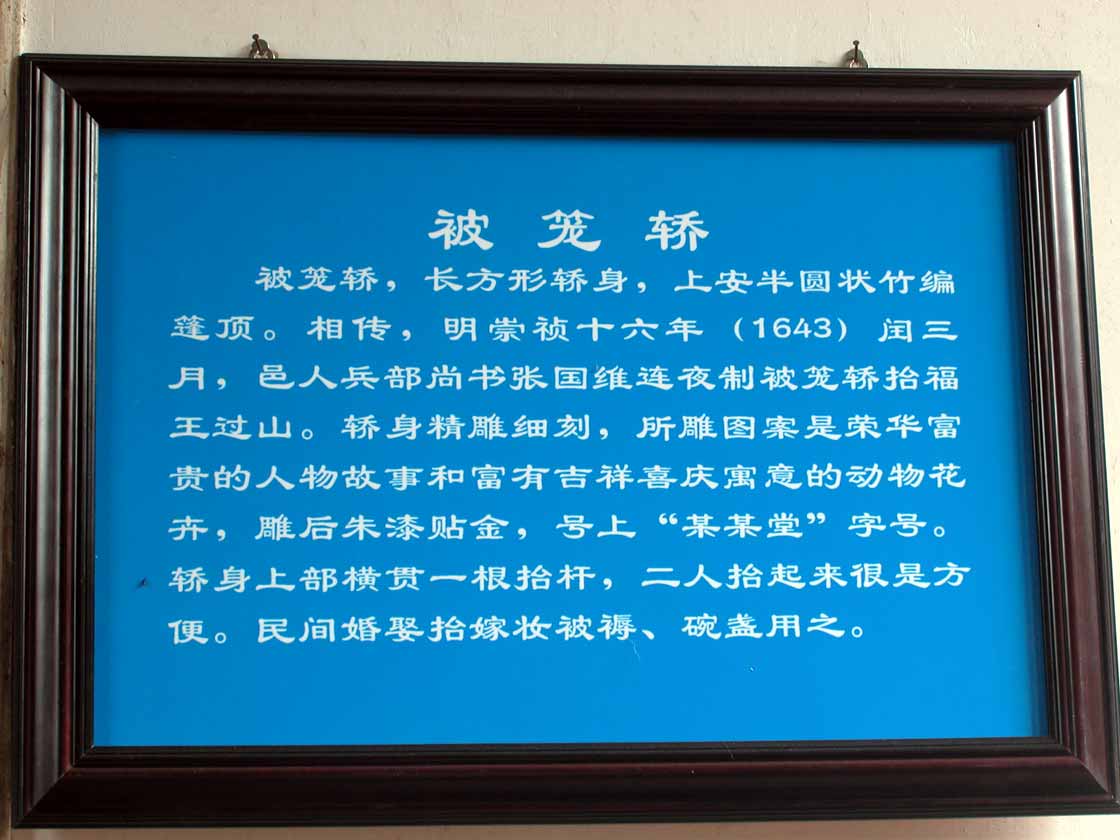 被笼轿
被笼轿，长方形轿身，上安半圆状竹编
篷顶。相传，明崇祯十六年（1643）闰三
月，邑人兵部尚书张国维连夜制被笼轿抬福
王过山。轿身精雕细刻，所雕图案是荣华富
贵的人物故事和富有吉祥喜庆寓意的动物花
卉，雕后朱漆贴金，号上“某某堂”字号。
轿身上部横贯一根抬杆，二人抬起来很是方
便。民间婚娶抬嫁妆被褥、碗盏用之。